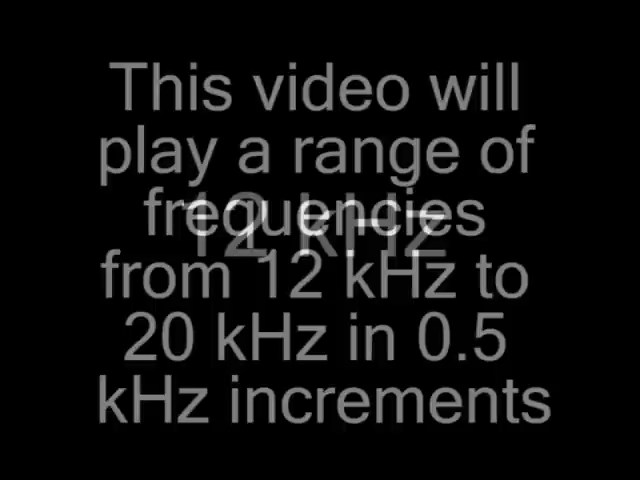 This video will
play a range of
frequencies
12 kHz
from 12 kHz to
20 kHz in 0.5
kHz increments